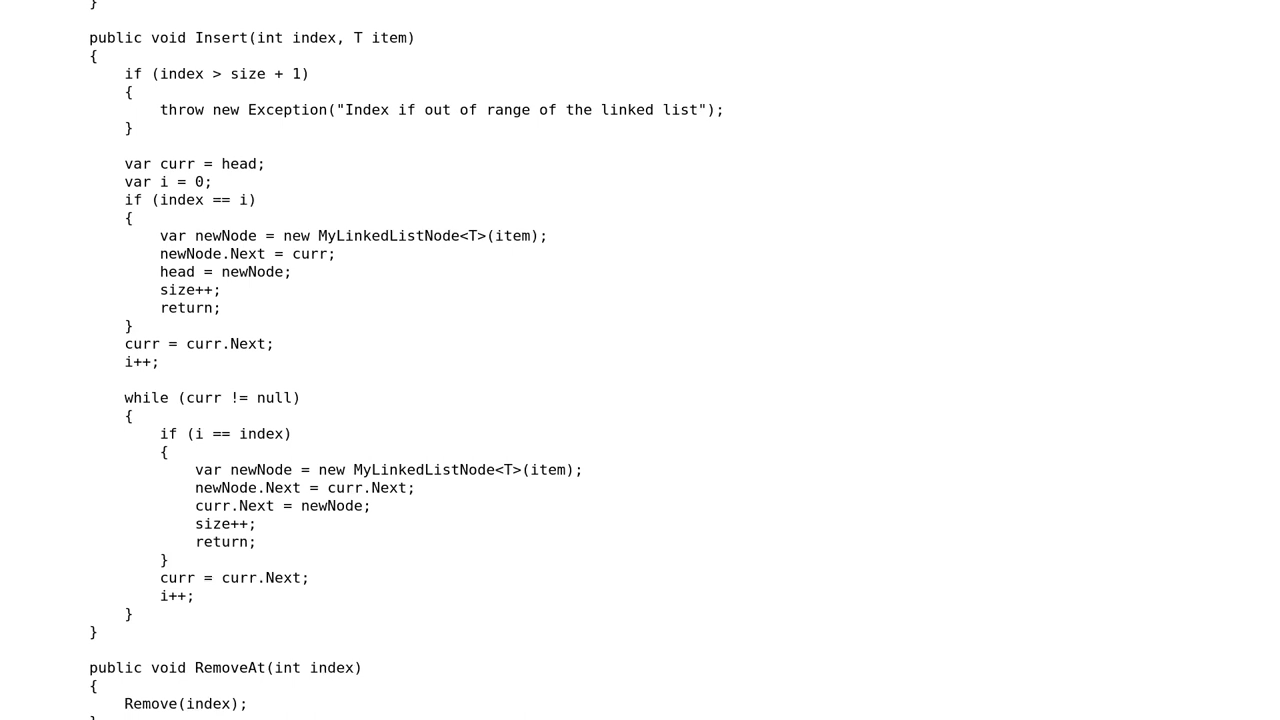 }
public void Insert(int index, T item)
{
if (index > size + 1)
{
throw new Exception("Index if out of range of the linked list");
}
var curr = head;
var i = 0;
if (index == i)
{
var newNode = new MyLinkedListNode<T>(item);
newNode.Next = curr;
head = newNode;
size++;
return;
}
curr = curr.Next;
i++;
while (curr != null)
{
if (i == index)
{
var newNode = new MyLinkedListNode<T>(item);
newNode.Next = curr.Next;
curr.Next = newNode;
size++;
return;
}
curr = curr.Next;
i++;
}
}
public void RemoveAt(int index)
{
Remove(index);
}